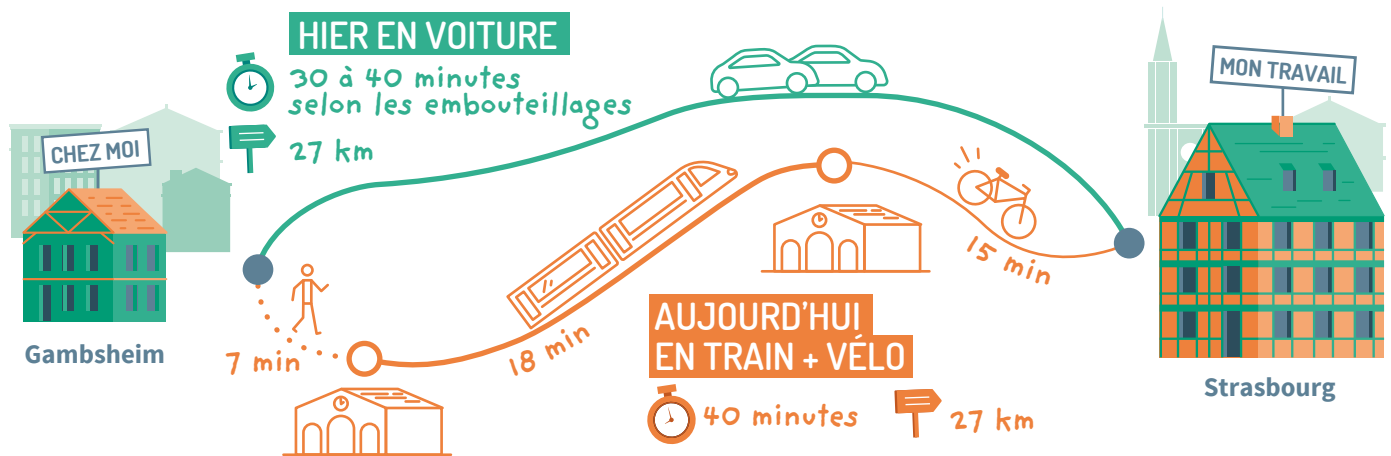 HIER EN VOITURE
30 à 40 minutes
selon les embouteillages
27 km
CHEZ MOI
Gambsheim
7 min
18 min
15 min
AUJOURD'HUI
EN TRAIN + VÉLO
40 minutes
27 km
MON TRAVAIL
Strasbourg